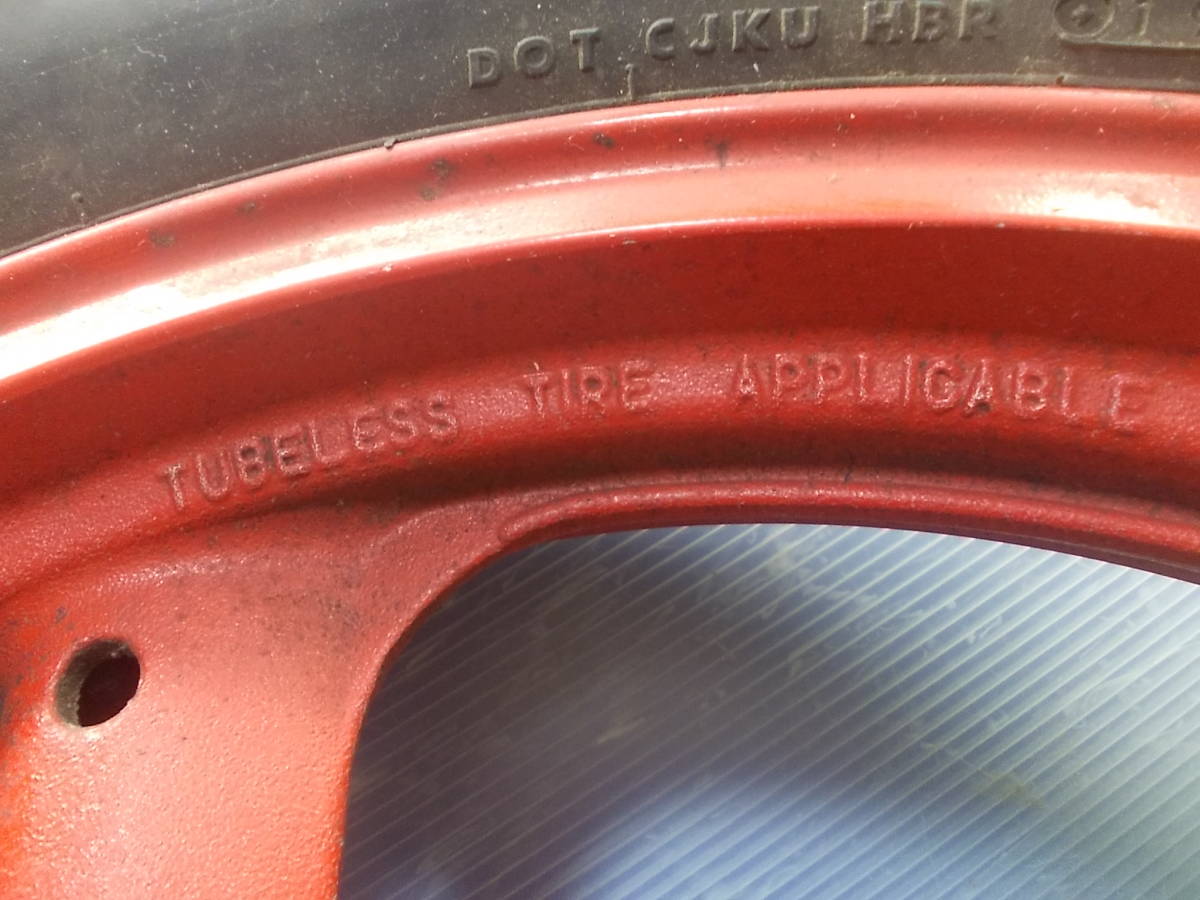 DOT CJKU HBR
TUBELESS TIRE APPLICABLE